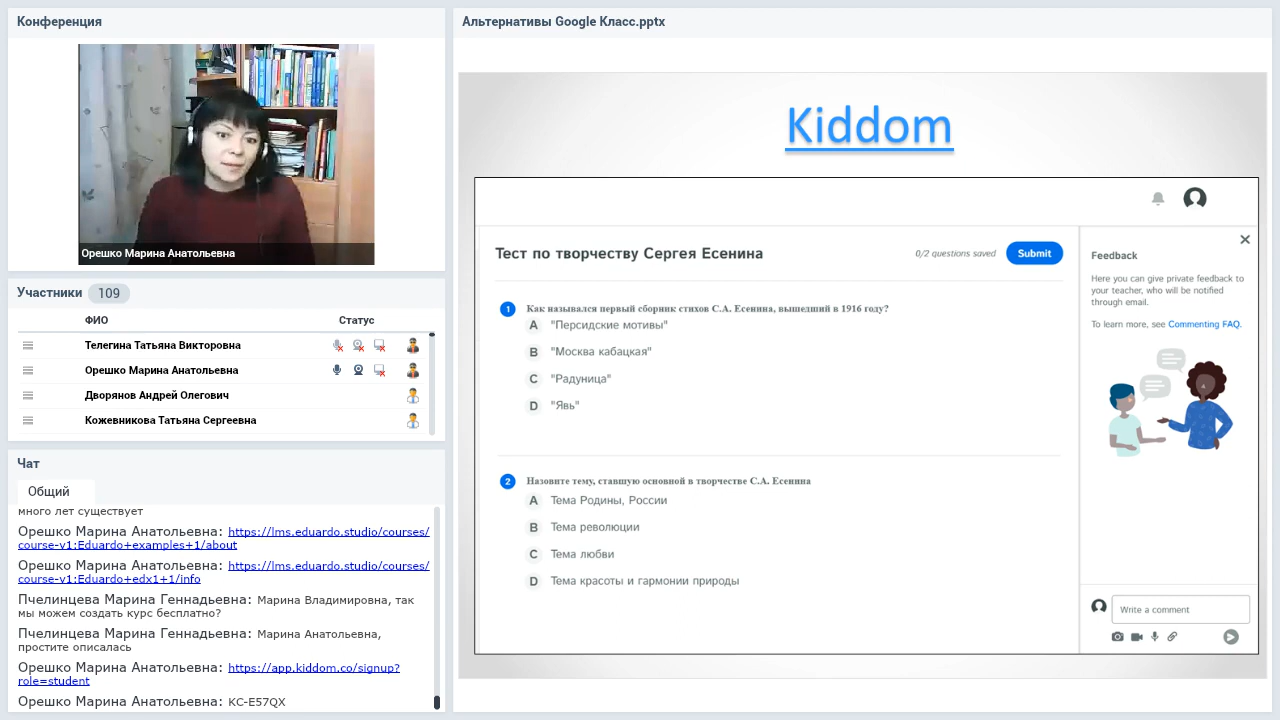 Конференция
Орешко Марина Анатольевна
Участники 109
ФИО Статус
Телегина Татьяна Викторовна
Орешко Марина Анатольевна
Дворянов Андрей Олегович
Кожевникова Татьяна Сергеевна
Чат
Общий
много лет существует
Орешко Марина Анатольевна: https://lms.eduardo.studio/courses/
course-v1:Eduardo+examples+1/about
Орешко Марина Анатольевна: https://lms.eduardo.studio/courses/
course-v1:Eduardo+edx1+1/info
Пчелинцева Марина Геннадьевна: Марина Владимировна, так
мы можем создать курс бесплатно?
Пчелинцева Марина Геннадьевна: Марина Анатольевна,
простите описалась
Орешко Марина Анатольевна: https://app.kiddom.co/signup?
role=student
Орешко Марина Анатольевна: KC-E57QX
Альтернативы Google Класс.pptx
Kiddom
Тест по творчеству Сергея Есенина
0/2 questions saved
Submit
1 Как назывался первый сборник стихов С.А. Есенина, вышедший в 1916 году?
A "Персидские мотивы"
B "Москва кабацкая"
C "Радуница"
D "Явь"
2 Назовите тему, ставшую основной в творчестве С.А. Есенина
A Тема Родины, России
B Тема революции
C Тема любви
D Тема красоты и гармонии природы
Feedback
Here you can give private feedback to
your teacher, who will be notified
through email.
To learn more, see Commenting FAQ.
Write a comment